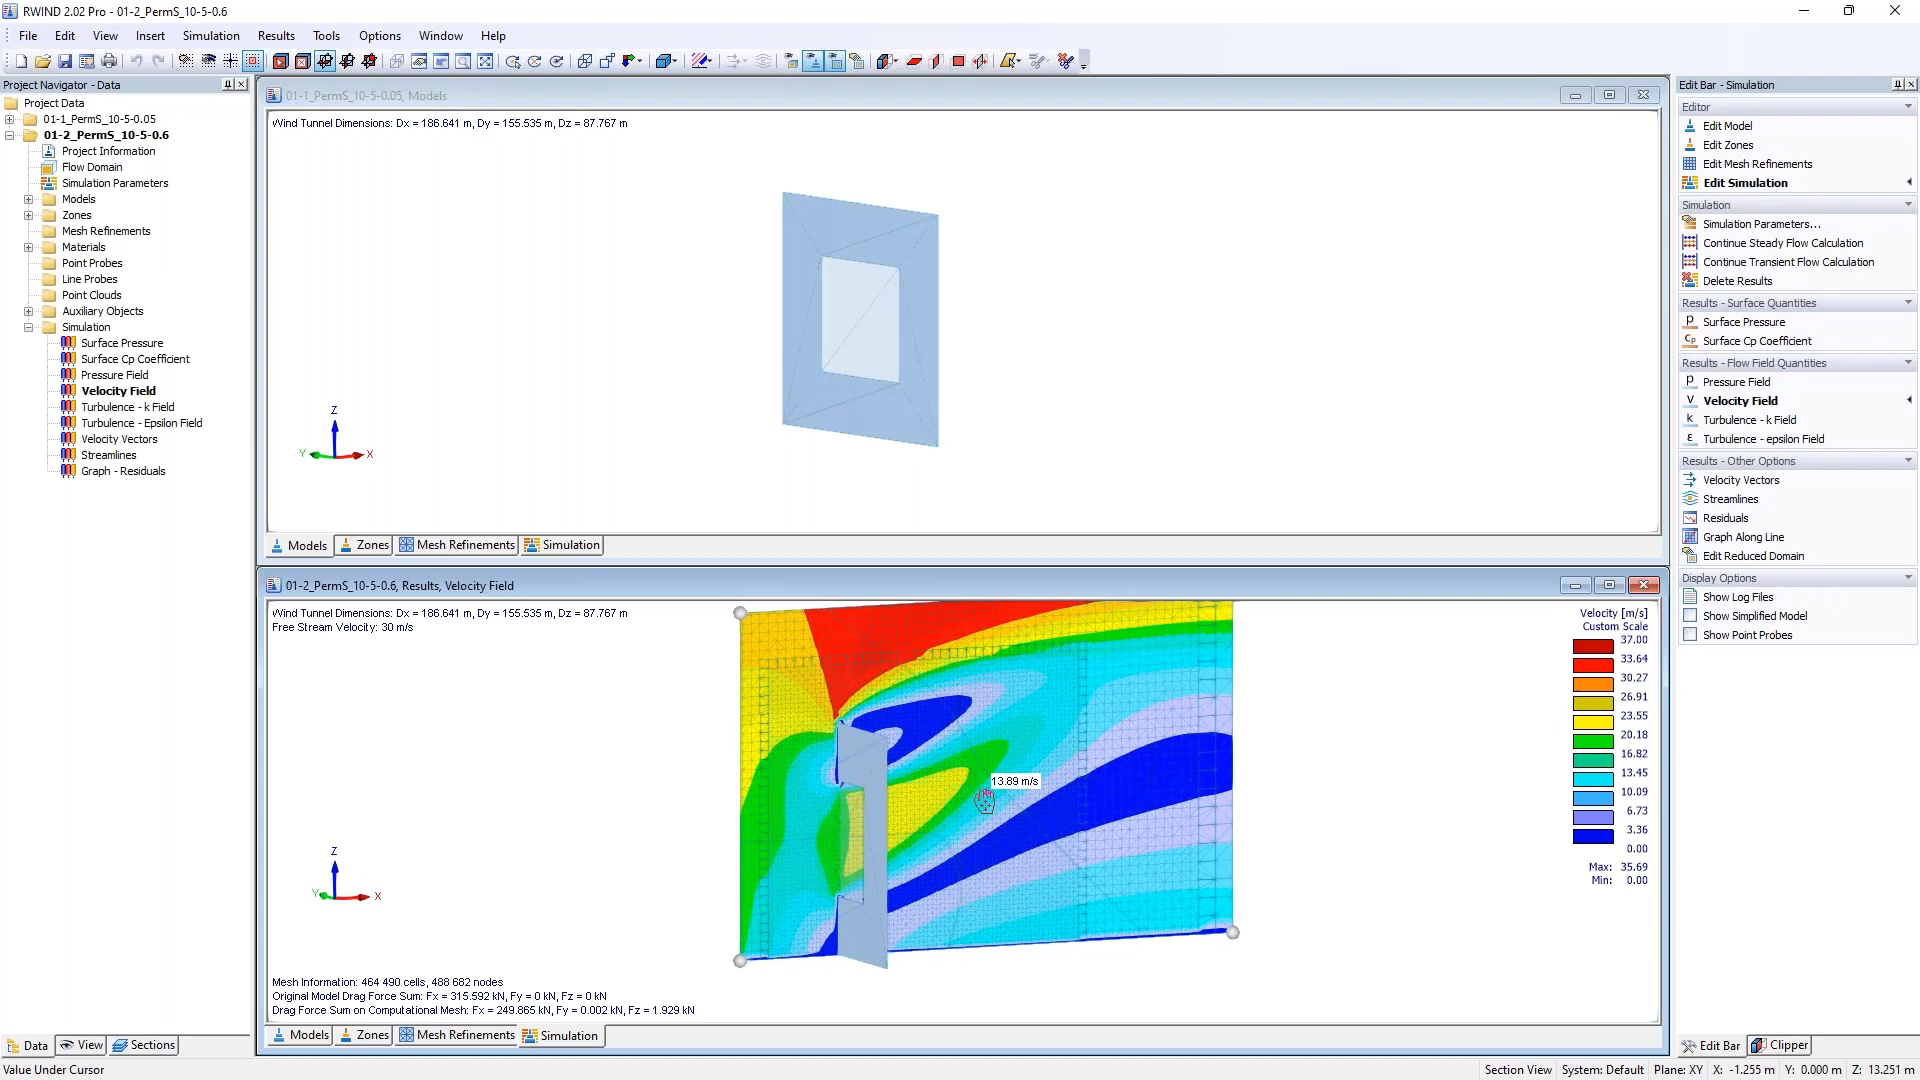 RWIND 2.02 Pro - 01-2_PermS_10-5-0.6
File Edit View Insert Simulation Results Tools Options Window Help
Project Navigator - Data
Project Data
01-1_PermS_10-5-0.05
01-2_PermS_10-5-0.6
Project Information
Flow Domain
Simulation Parameters
Models
Zones
Mesh Refinements
Materials
Point Probes
Line Probes
Point Clouds
Auxiliary Objects
Simulation
Surface Pressure
Surface Cp Coefficient
Pressure Field
Velocity Field
Turbulence - k Field
Turbulence - Epsilon Field
Velocity Vectors
Streamlines
Graph - Residuals
Data View Sections
01-1_PermS_10-5-0.05, Models
Wind Tunnel Dimensions: Dx = 186.641 m, Dy = 155.535 m, Dz = 87.767 m
Z
Y X
Models Zones Mesh Refinements Simulation
01-2_PermS_10-5-0.6, Results, Velocity Field
Wind Tunnel Dimensions: Dx = 186.641 m, Dy = 155.535 m, Dz = 87.767 m
Free Stream Velocity: 30 m/s
13.89 m/s
Z
Y X
Velocity [m/s]
Custom Scale
37.00
33.64
30.27
26.91
23.55
20.18
16.82
13.45
10.09
6.73
3.36
0.00
Max: 35.69
Min: 0.00
Mesh Information: 464 490 cells, 488 682 nodes
Original Model Drag Force Sum: Fx = 315.592 kN, Fy = 0 kN, Fz = 0 kN
Drag Force Sum on Computational Mesh: Fx = 249.865 kN, Fy = 0.002 kN, Fz = 1.929 kN
Models Zones Mesh Refinements Simulation
Edit Bar - Simulation
Editor
Edit Model
Edit Zones
Edit Mesh Refinements
Edit Simulation
Simulation
Simulation Parameters...
Continue Steady Flow Calculation
Continue Transient Flow Calculation
Delete Results
Results - Surface Quantities
p Surface Pressure
Cp Surface Cp Coefficient
Results - Flow Field Quantities
p Pressure Field
v Velocity Field
k Turbulence - k Field
ε Turbulence - epsilon Field
Results - Other Options
Velocity Vectors
Streamlines
Residuals
Graph Along Line
Edit Reduced Domain
Display Options
Show Log Files
Show Simplified Model
Show Point Probes
Edit Bar Clipper
Value Under Cursor
Section View System: Default Plane: XY X: -1.255 m Y: 0.000 m Z: 13.251 m